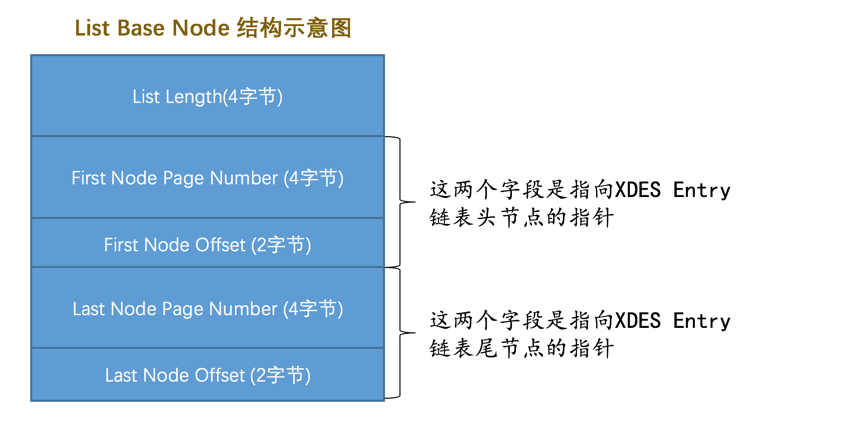 List Base Node 结构示意图
List Length(4字节)
First Node Page Number (4字节)
First Node Offset (2字节)
这两个字段是指向XDES Entry
链表头节点的指针
Last Node Page Number (4字节)
Last Node Offset (2字节)
这两个字段是指向XDES Entry
链表尾节点的指针